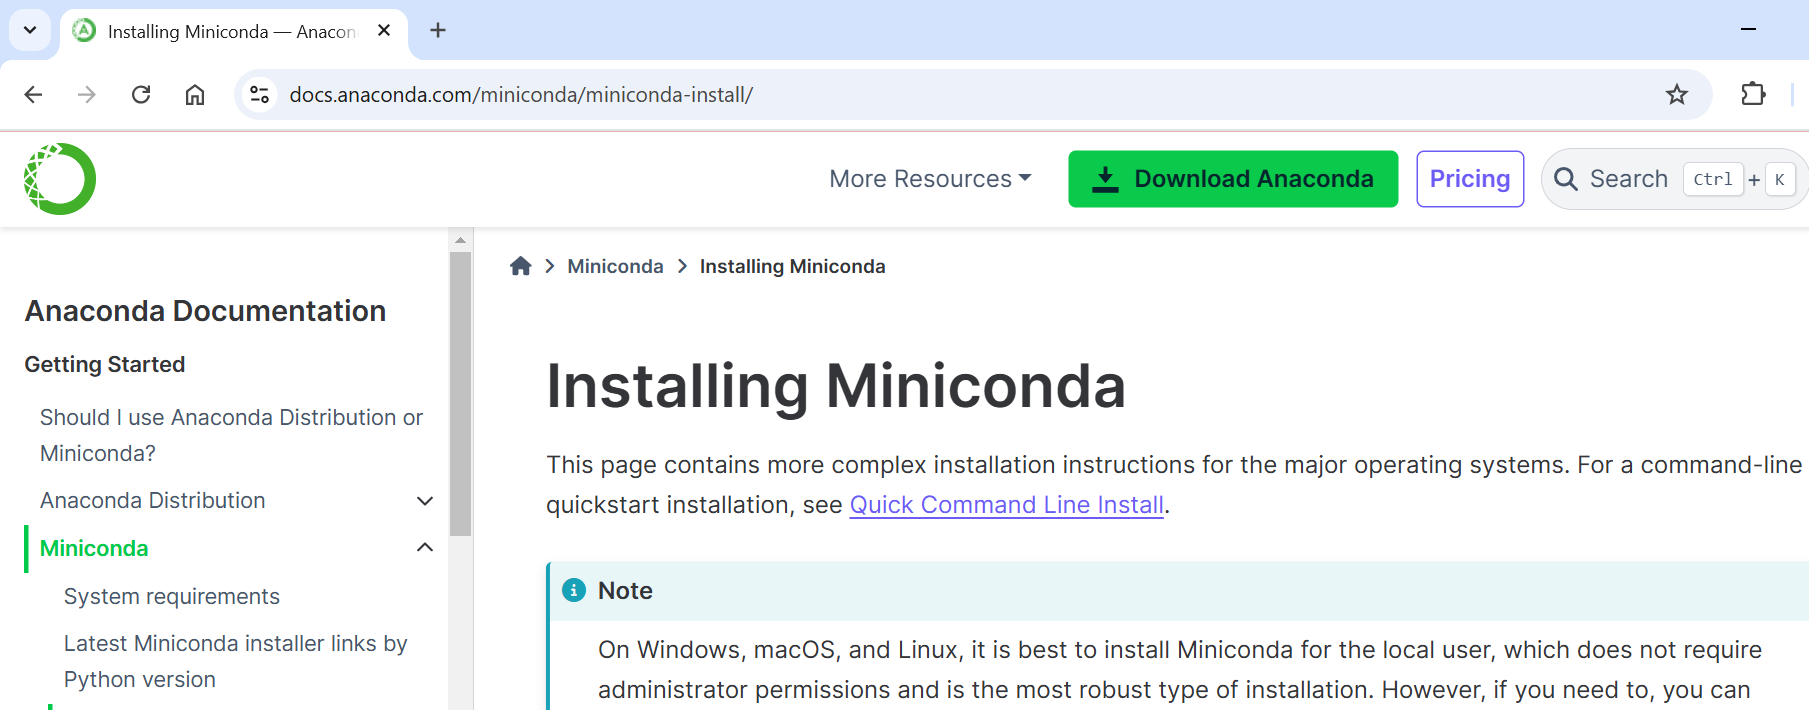 Installing Miniconda — Anacon
docs.anaconda.com/miniconda/miniconda-install/
More Resources
Download Anaconda
Pricing
Search Ctrl + K
Miniconda
Installing Miniconda
Anaconda Documentation
Getting Started
Should I use Anaconda Distribution or
Miniconda?
Anaconda Distribution
Miniconda
System requirements
Latest Miniconda installer links by
Python version
Installing Miniconda
This page contains more complex installation instructions for the major operating systems. For a command-line
quickstart installation, see Quick Command Line Install.
Note
On Windows, macOS, and Linux, it is best to install Miniconda for the local user, which does not require
administrator permissions and is the most robust type of installation. However, if you need to, you can